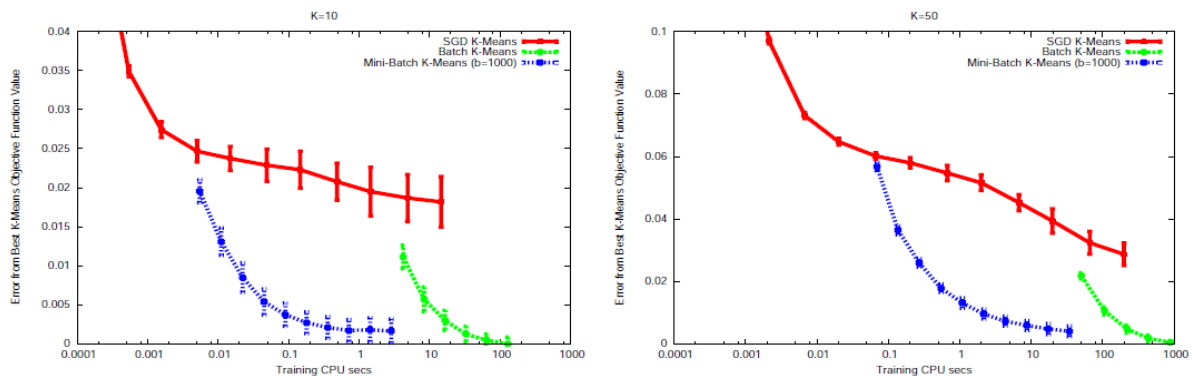 K=10
SGD K-Means
Batch K-Means
Mini-Batch K-Means (b=1000)
Error from Best K-Means Objective Function Value
0.04
0.035
0.03
0.025
0.02
0.015
0.01
0.005
0
0.0001 0.001 0.01 0.1 1 10 100 1000
Training CPU secs
K=50
SGD K-Means
Batch K-Means
Mini-Batch K-Means (b=1000)
Error from Best K-Means Objective Function Value
0.1
0.08
0.06
0.04
0.02
0
0.0001 0.001 0.01 0.1 1 10 100 1000
Training CPU secs